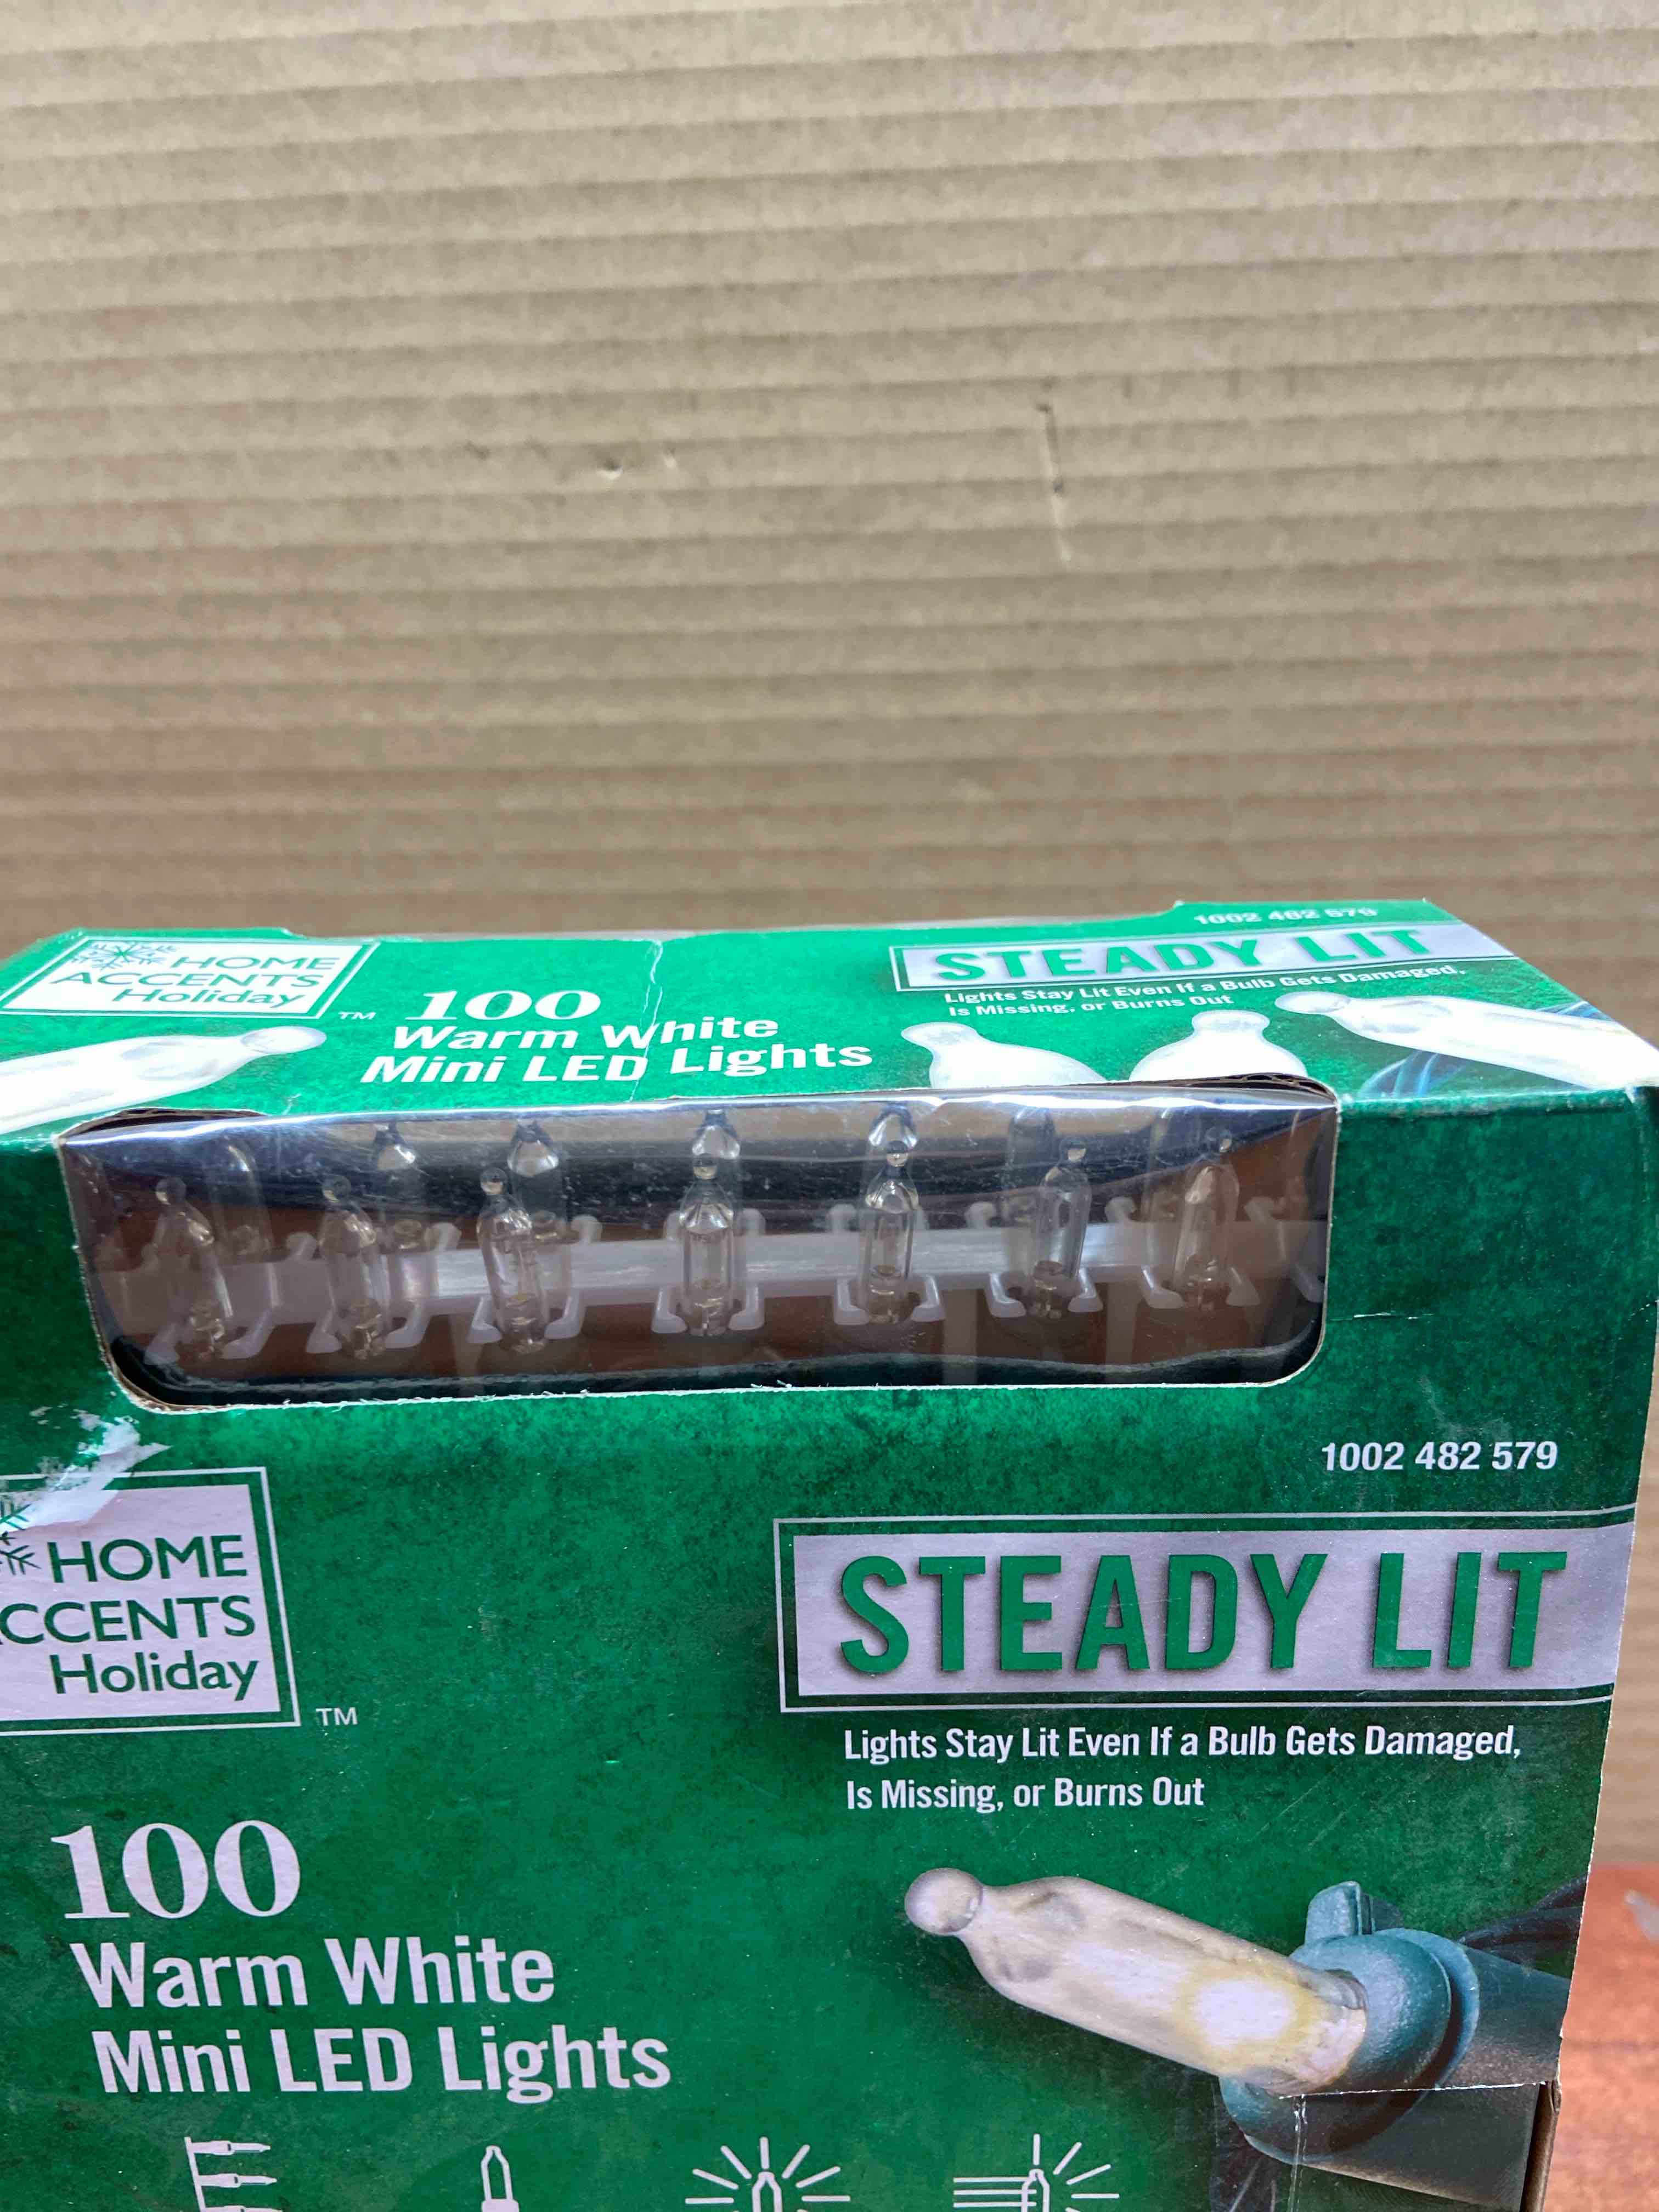 HOME
ACCENTS
Holiday
TM
100
Warm White
Mini LED Lights
1002 482 579
STEADY LIT
Lights Stay Lit Even If a Bulb Gets Damaged,
Is Missing, or Burns Out
1002 482 579
HOME
CCENTS
Holiday
TM
STEADY LIT
Lights Stay Lit Even If a Bulb Gets Damaged,
Is Missing, or Burns Out
100
Warm White
Mini LED Lights